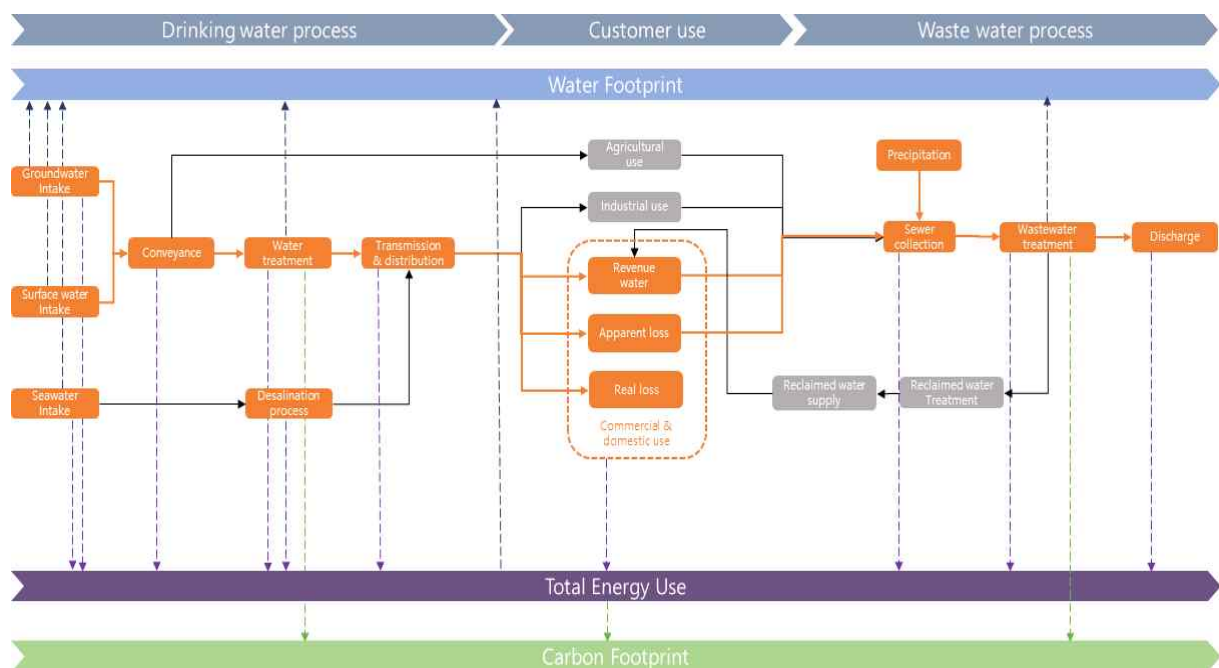 Drinking water process
Customer use
Waste water process
Water Footprint
Agricultural
use
Precipitation
Groundwater
Intake
Industrial use
Conveyance
Water
treatment
Transmission
& distribution
Sewer
collection
Wastewater
treatment
Discharge
Revenue
water
Surface water
Intake
Apparent loss
Seawater
Intake
Desalination
process
Real loss
Reclaimed water
supply
Reclaimed water
Treatment
Commercial &
domestic use
Total Energy Use
Carbon Footprint